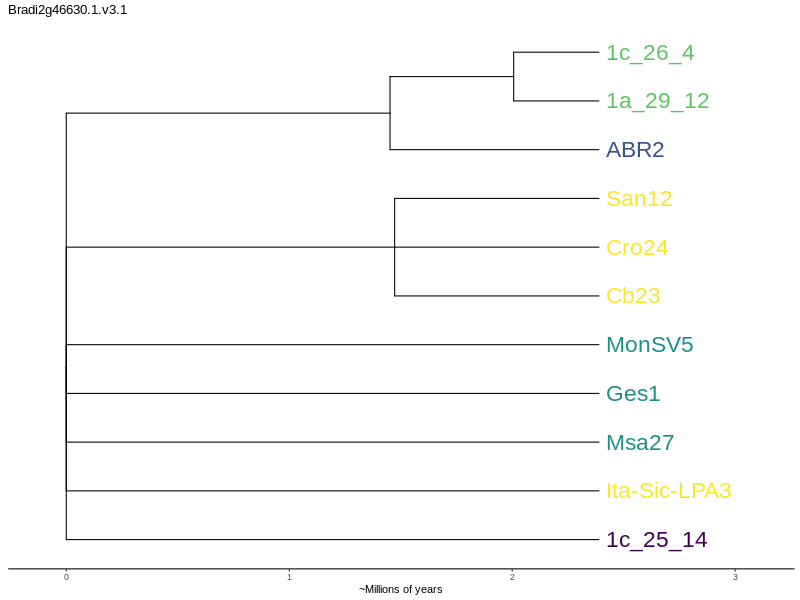 Bradi2g46630.1.v3.1
1c_26_4
1a_29_12
ABR2
San12
Cro24
Cb23
MonSV5
Ges1
Msa27
Ita-Sic-LPA3
1c_25_14
0 1 2 3
~Millions of years